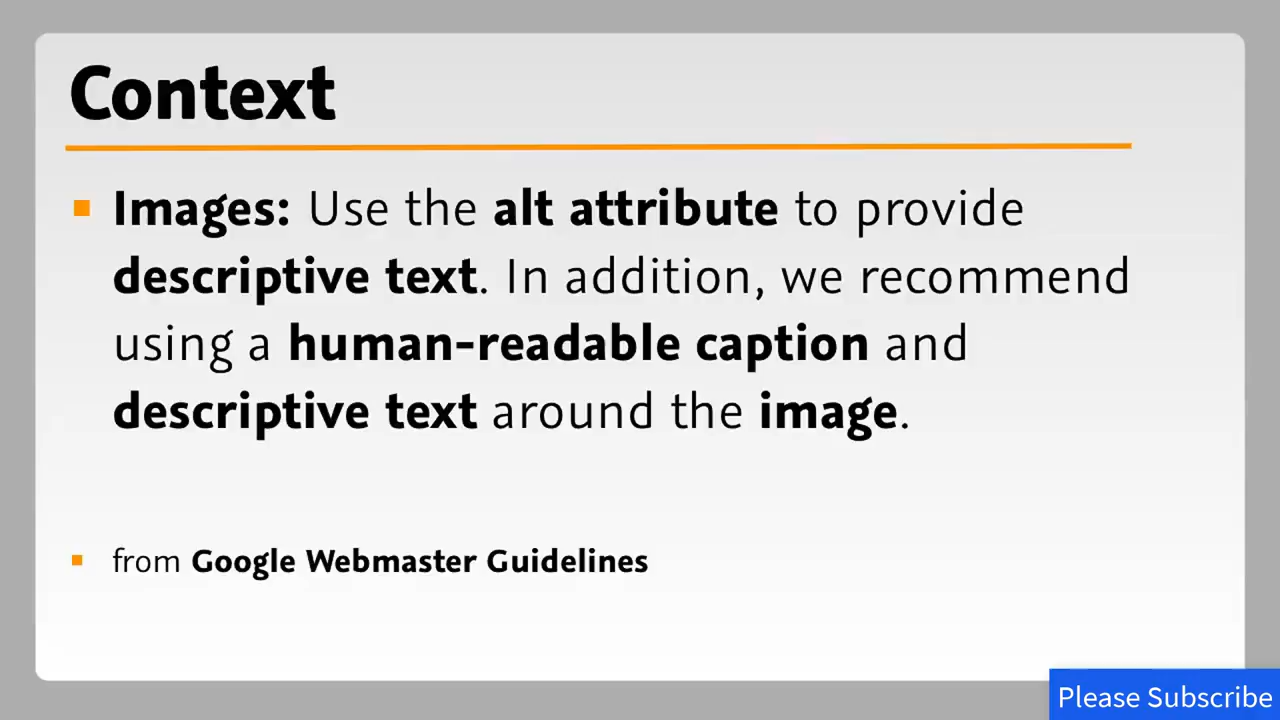 Context
Images: Use the alt attribute to provide
descriptive text. In addition, we recommend
using a human-readable caption and
descriptive text around the image.
from Google Webmaster Guidelines
Please Subscribe